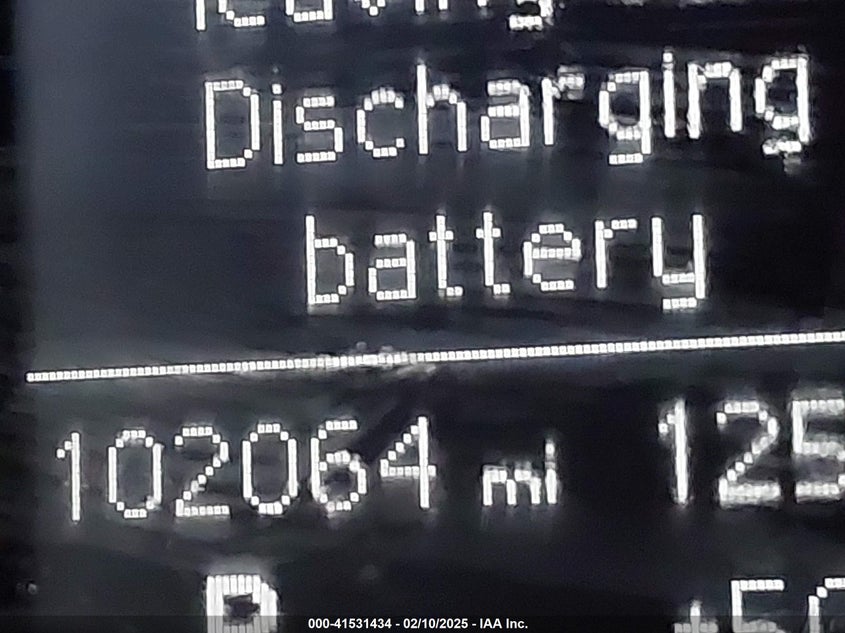 Discharging
battery
102064 mi 125
000-41531434 - 02/10/2025 - IAA Inc.